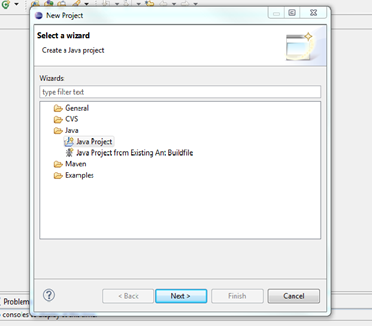 New Project
Select a wizard
Create a Java project
Wizards
type filter text
General
CVS
Java
Java Project
Java Project from Existing Ant Buildfile
Maven
Examples
?
< Back
Next >
Finish
Cancel
Problem